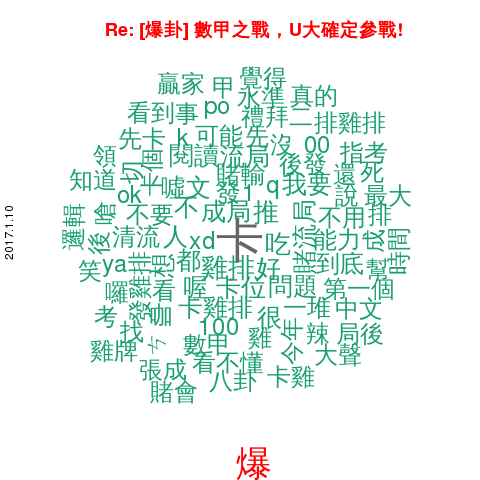 Re: [爆卦] 數甲之戰，U大確定參戰!
贏家 甲 覺得
水準 真的
看到事 po 禮拜二排雞排
先卡 k 可能 先沒 00 指考
領 切 個 閱讀流局 後發 還 死
知道 卡 噓文 賭輸 q 我要 說 最大
ok 發1
邏輯 嗆 不要 不 成局推 局 不用 排
後 清流 人 xd 卡 吃 賭流 能力 成 時間
笑 ya 雞排 想 都 雞排好 到底 幫
囉 發 看 喔 卡位 問題 第一個
考 咖 卡雞排 很 一堆 中文
找 100 年 辣 局後
雞牌 ㄘ 數甲 雞 今 大聲
張成 看不懂
賭會 八卦 卡雞
2017.1.10
爆